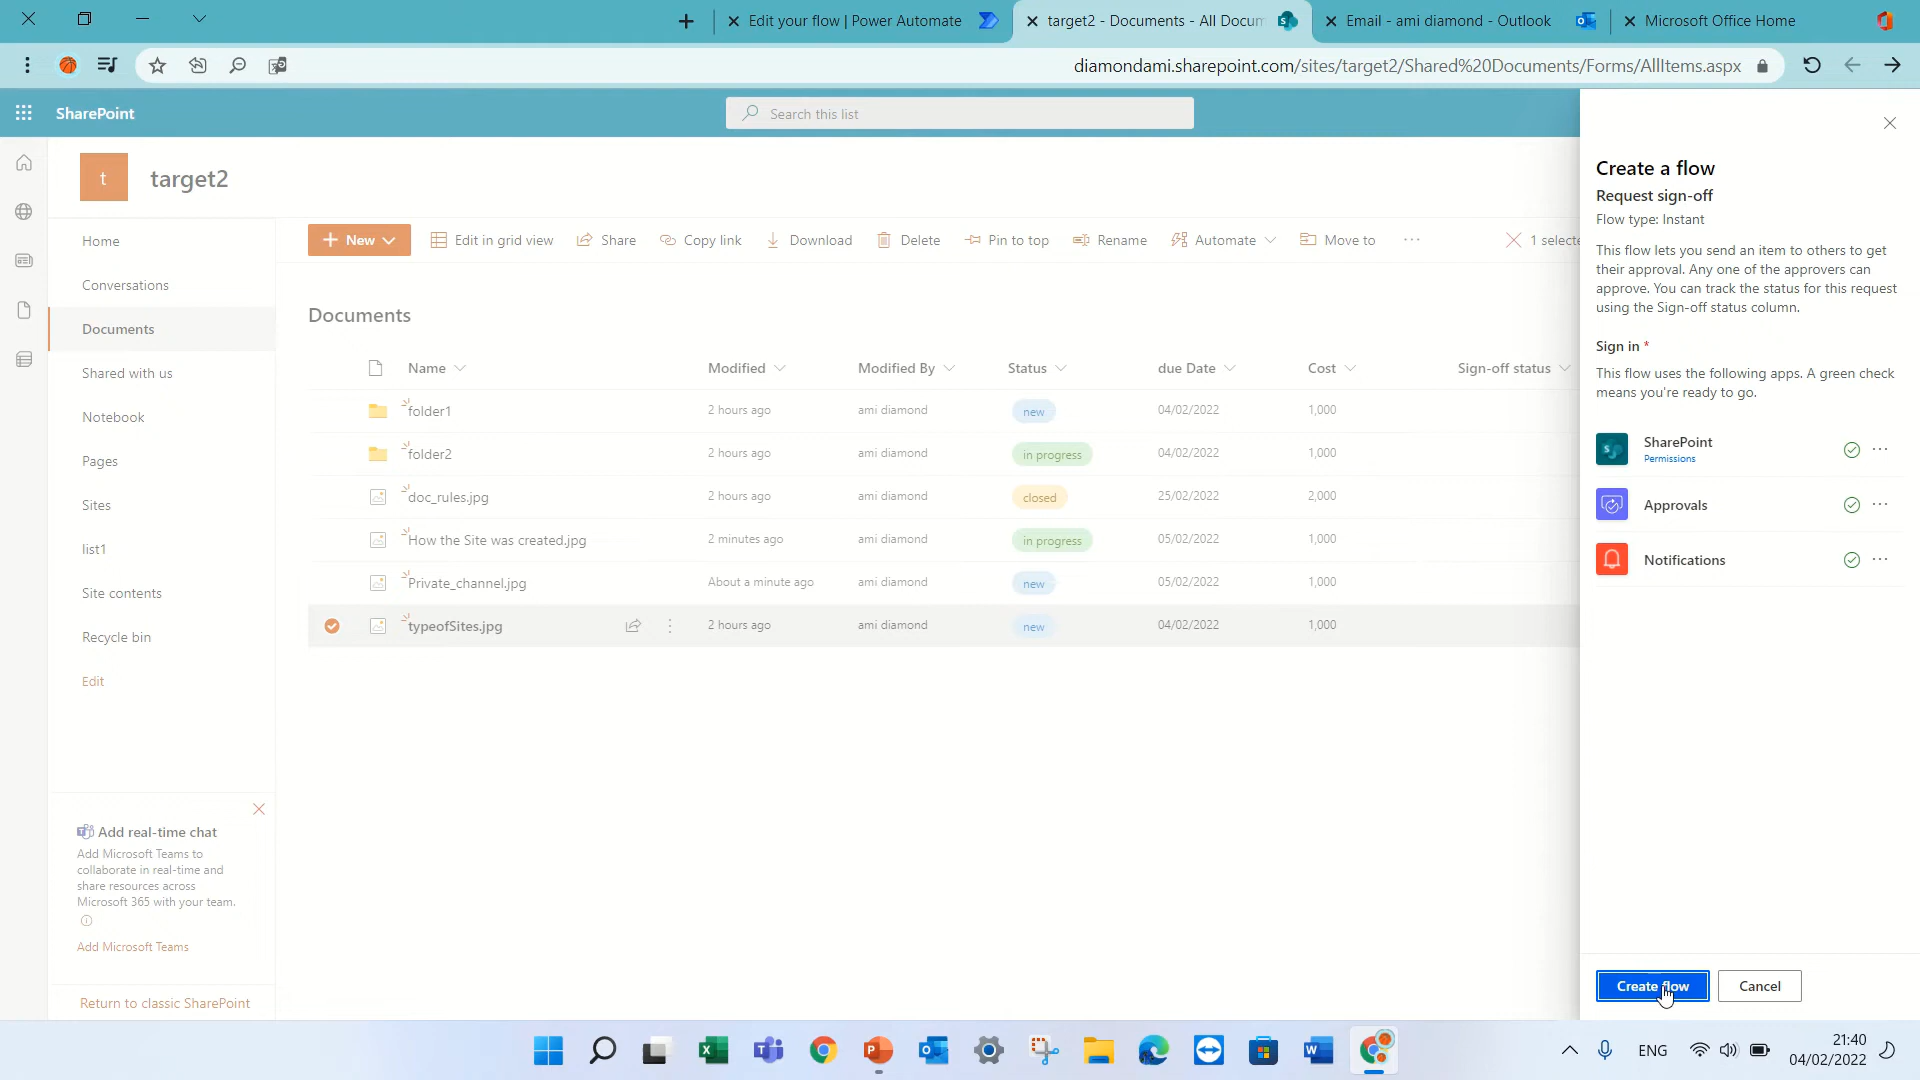 Edit your flow | Power Automate
target2 - Documents - All Docum
Email - ami diamond - Outlook
Microsoft Office Home
diamondami.sharepoint.com/sites/target2/Shared%20Documents/Forms/AllItems.aspx
SharePoint
Search this list
t
target2
Home
Conversations
Documents
Shared with us
Notebook
Pages
Sites
list1
Site contents
Recycle bin
Edit
Add real-time chat
Add Microsoft Teams to
collaborate in real-time and
share resources across
Microsoft 365 with your team.
Add Microsoft Teams
Return to classic SharePoint
New
Edit in grid view
Share
Copy link
Download
Delete
Pin to top
Rename
Automate
Move to
1 selecte
Documents
Name Modified Modified By Status due Date Cost Sign-off status
folder1 2 hours ago ami diamond new 04/02/2022 1,000
folder2 2 hours ago ami diamond in progress 04/02/2022 1,000
doc_rules.jpg 2 hours ago ami diamond closed 25/02/2022 2,000
How the Site was created.jpg 2 minutes ago ami diamond in progress 05/02/2022 1,000
Private_channel.jpg About a minute ago ami diamond new 05/02/2022 1,000
typeofSites.jpg 2 hours ago ami diamond new 04/02/2022 1,000
Create a flow
Request sign-off
Flow type: Instant
This flow lets you send an item to others to get
their approval. Any one of the approvers can
approve. You can track the status for this request
using the Sign-off status column.
Sign in *
This flow uses the following apps. A green check
means you're ready to go.
SharePoint
Permissions
Approvals
Notifications
Create flow
Cancel
ENG
21:40
04/02/2022